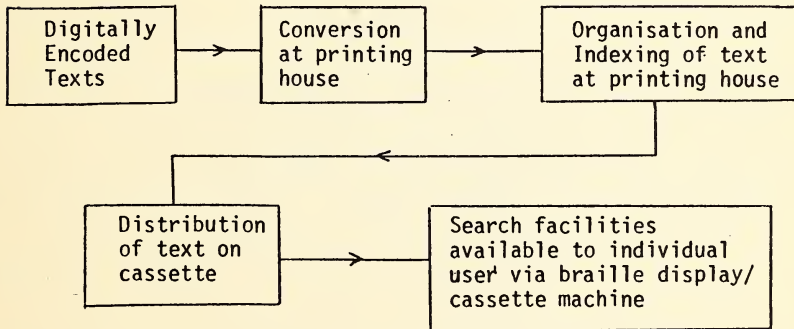 Digitally
Encoded
Texts
Conversion
at printing
house
Organisation and
Indexing of text
at printing house
Distribution
of text on
cassette
Search facilities
available to individual
user via braille display/
cassette machine